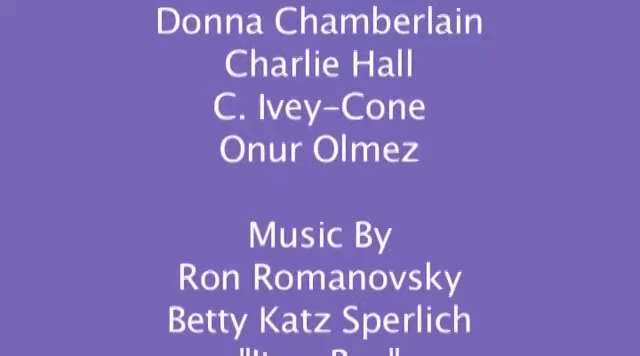 Donna Chamberlain
Charlie Hall
C. Ivey-Cone
Onur Olmez
Music By
Ron Romanovsky
Betty Katz Sperlich